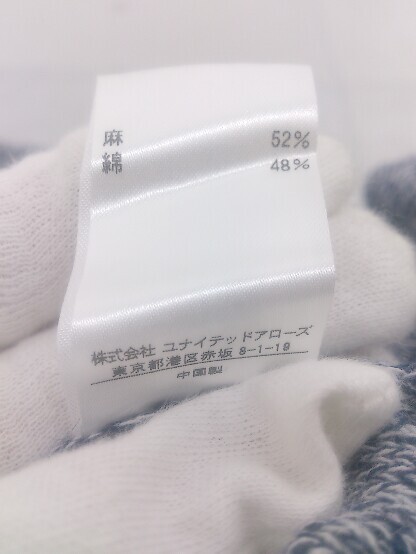 麻 52%
綿 48%
株式会社 ユナイテッドアローズ
東京都港区赤坂 8-1-19
中国製